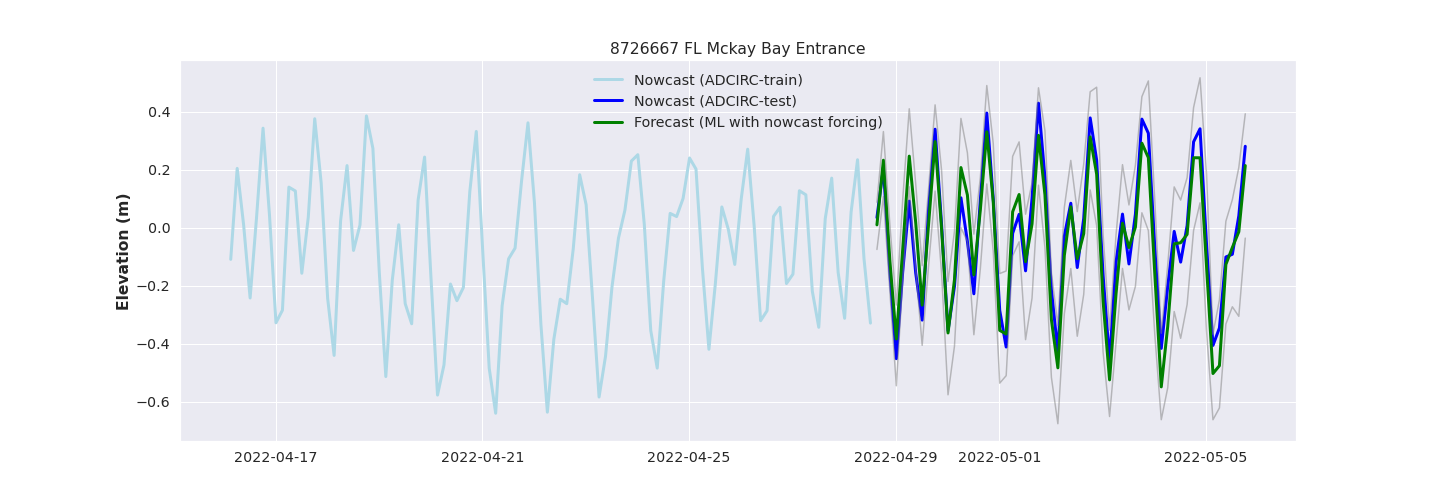 8726667 FL Mckay Bay Entrance
Nowcast (ADCIRC-train)
Nowcast (ADCIRC-test)
Forecast (ML with nowcast forcing)
Elevation (m)
0.4
0.2
0.0
−0.2
−0.4
−0.6
2022-04-17 2022-04-21 2022-04-25 2022-04-29 2022-05-01 2022-05-05